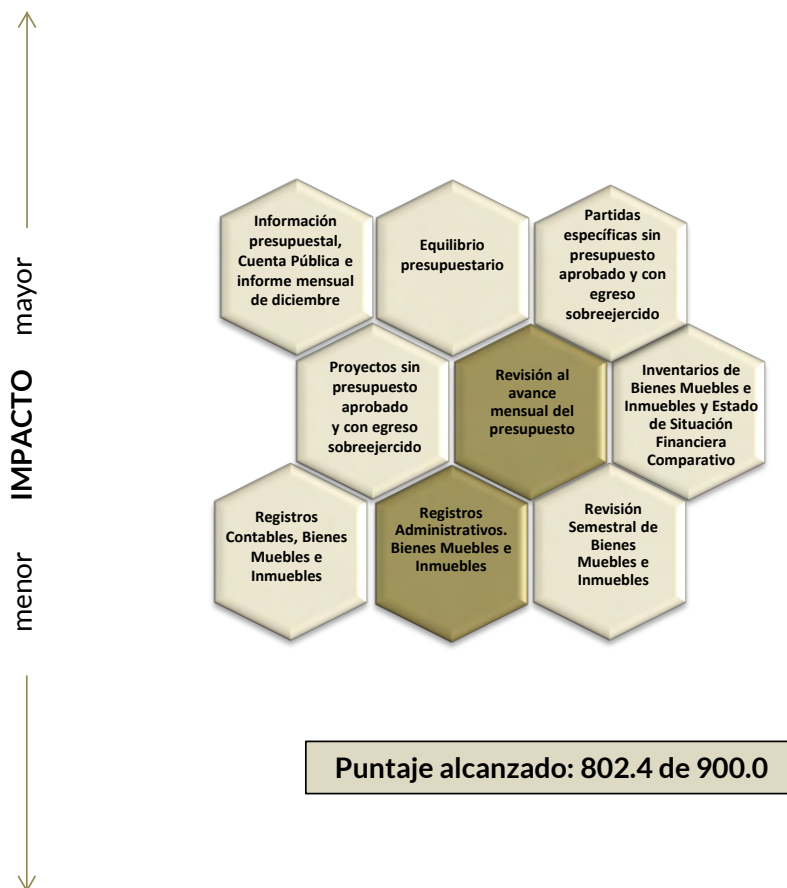 mayor
IMPACTO
menor
Información
presupuestal,
Cuenta Pública e
informe mensual
de diciembre
Equilibrio
presupuestario
Partidas
específicas sin
presupuesto
aprobado y con
egreso
sobreejercido
Proyectos sin
presupuesto
aprobado
y con egreso
sobreejercido
Revisión al
avance
mensual del
presupuesto
Inventarios de
Bienes Muebles e
Inmuebles y Estado
de Situación
Financiera
Comparativo
Registros
Contables, Bienes
Muebles e
Inmuebles
Registros
Administrativos.
Bienes Muebles e
Inmuebles
Revisión
Semestral de
Bienes
Muebles e
Inmuebles
Puntaje alcanzado: 802.4 de 900.0